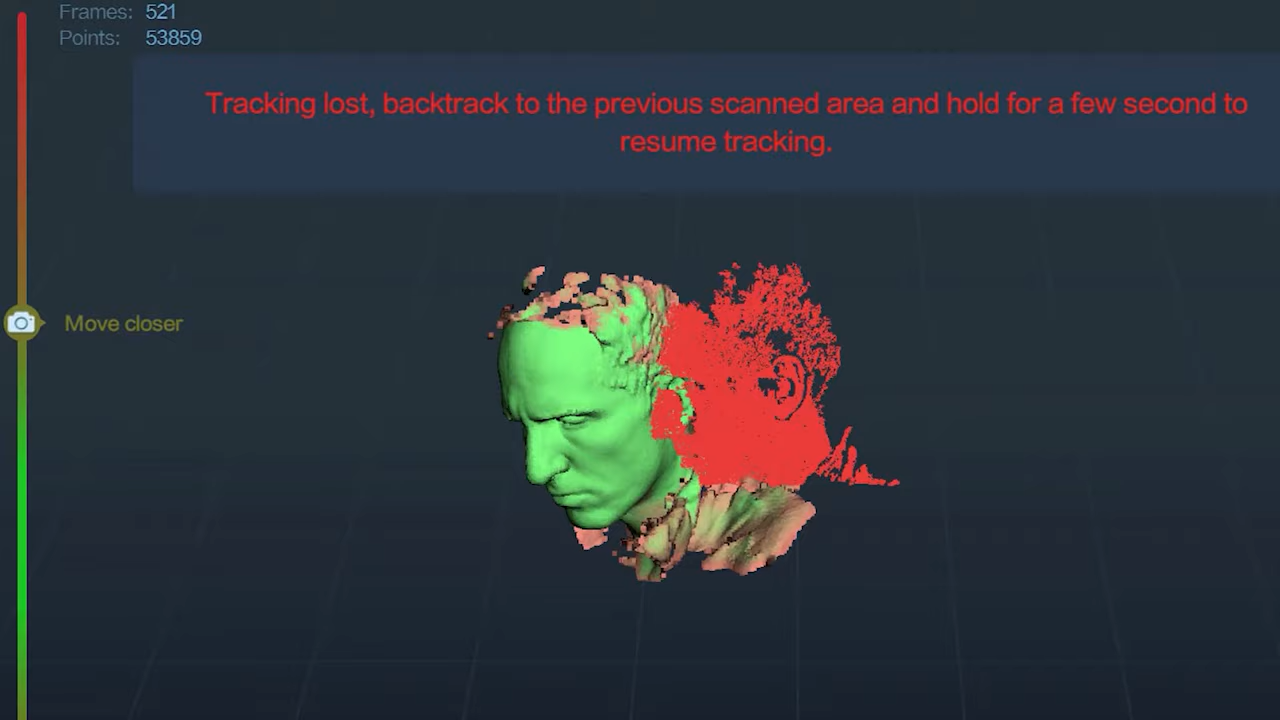 Frames: 521
Points: 53859
Tracking lost, backtrack to the previous scanned area and hold for a few second to
resume tracking.
Move closer